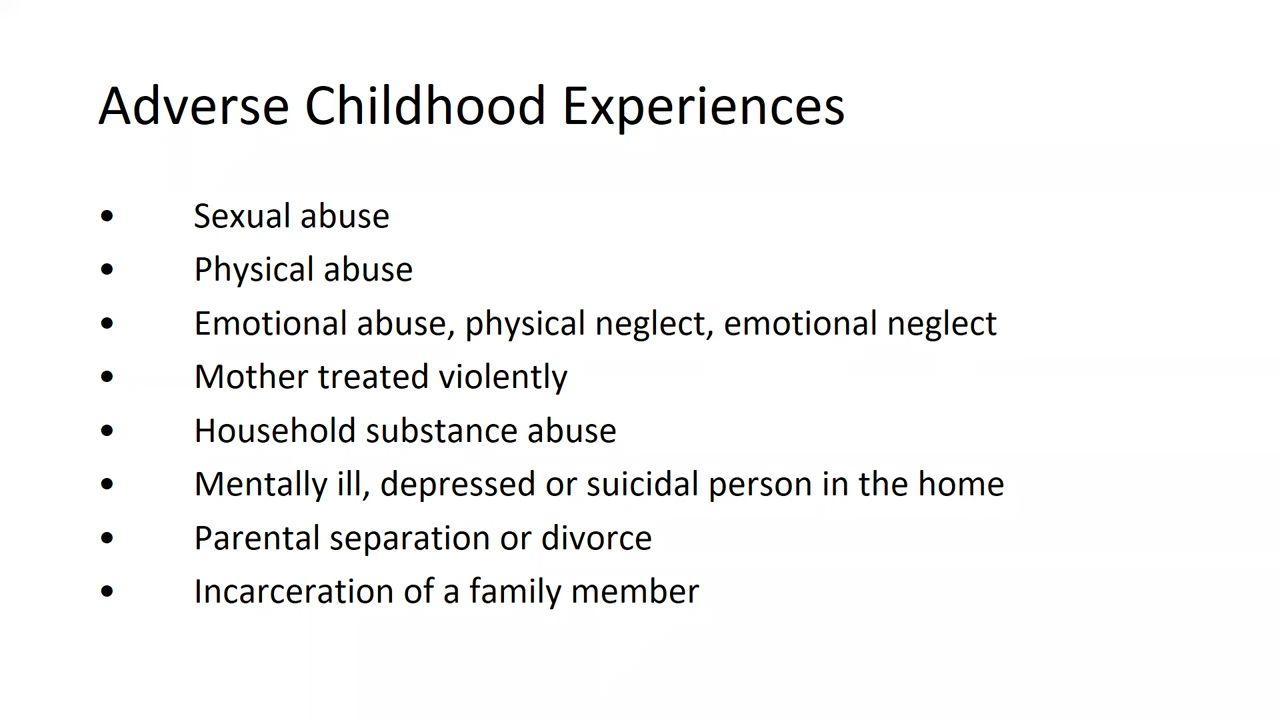 Adverse Childhood Experiences
• Sexual abuse
• Physical abuse
• Emotional abuse, physical neglect, emotional neglect
• Mother treated violently
• Household substance abuse
• Mentally ill, depressed or suicidal person in the home
• Parental separation or divorce
• Incarceration of a family member